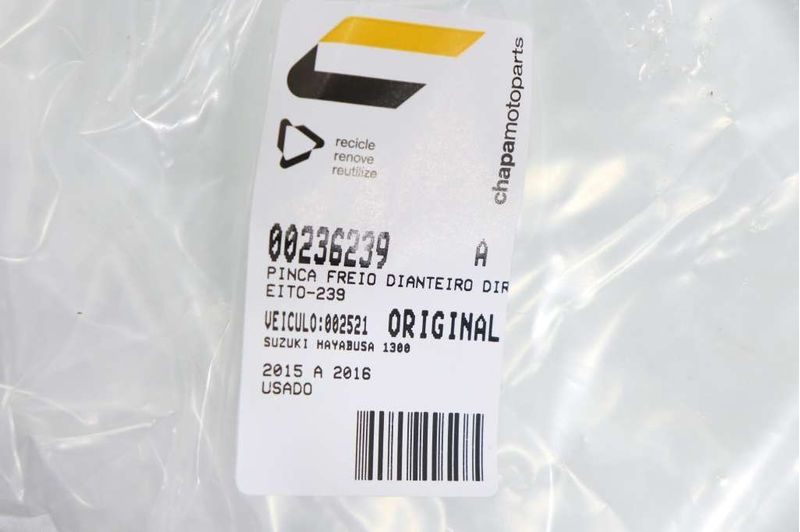 chapamotoparts
recicle
renove
reutilize
00236239 A
PINCA FREIO DIANTEIRO DIR
EITO-239
VEICULO:002521 ORIGINAL
SUZUKI HAYABUSA 1300
2015 A 2016
USADO